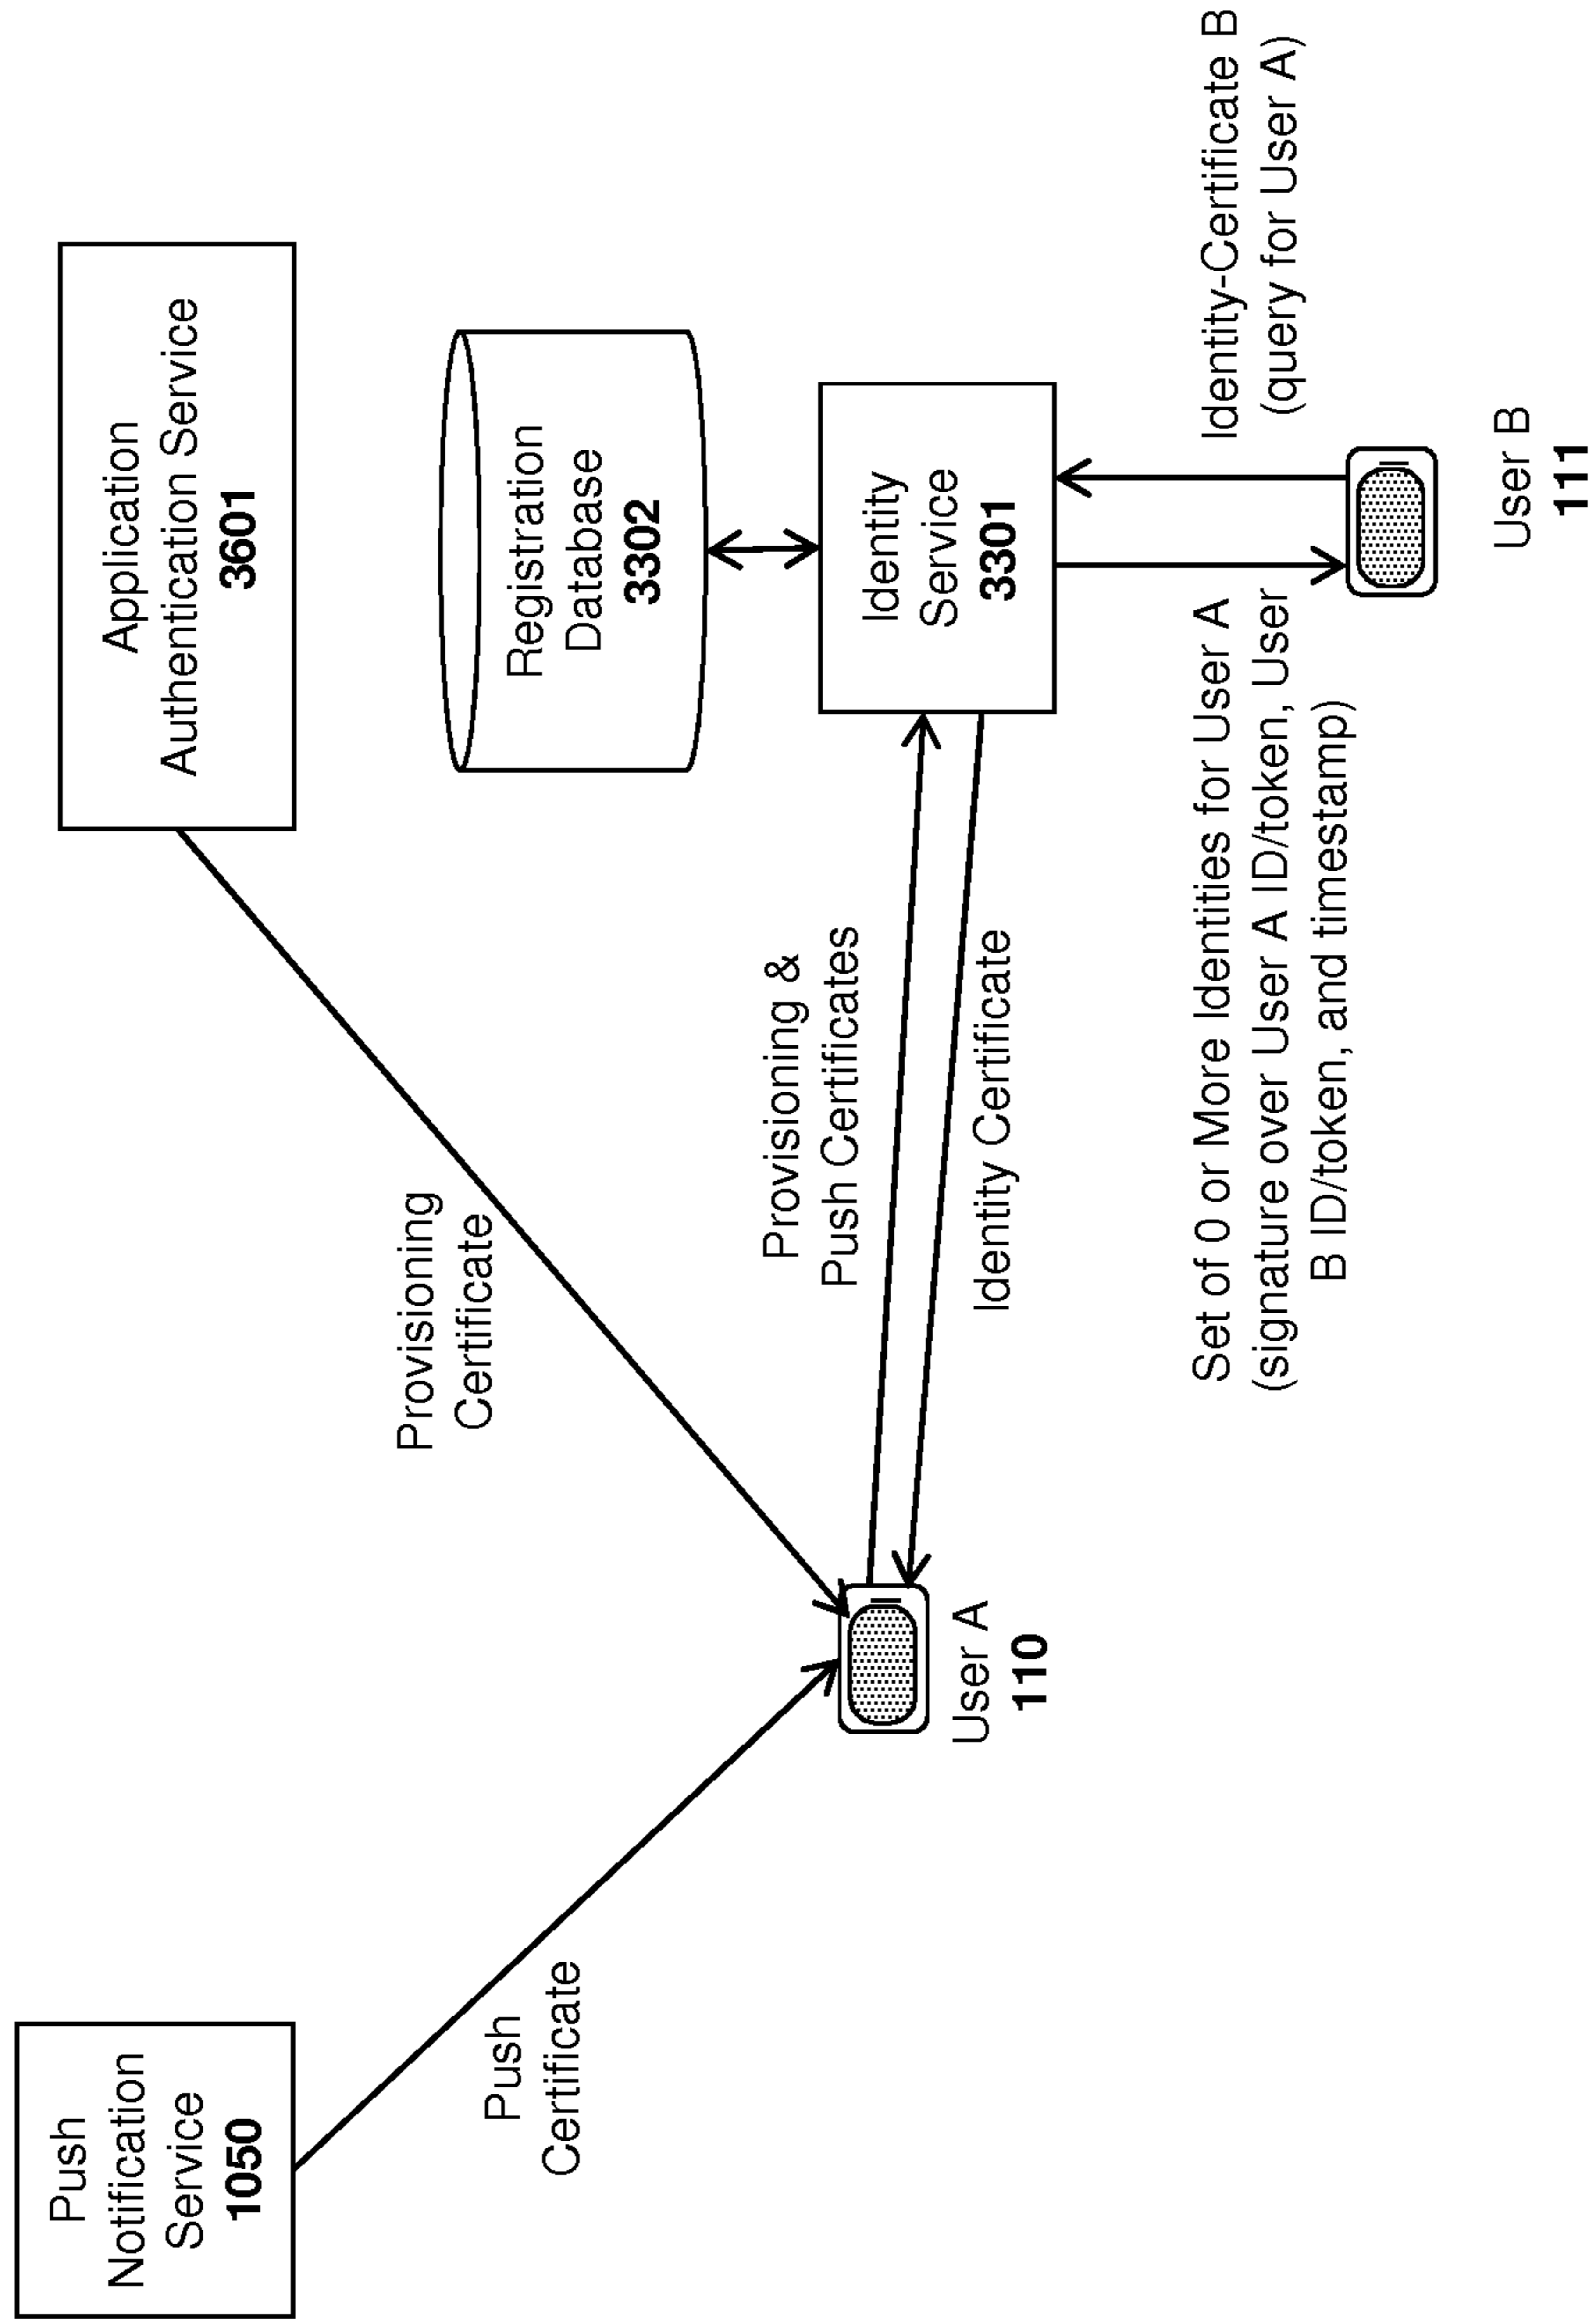 Push
Notification
Service
1050
Push
Certificate
Provisioning
Certificate
Application
Authentication Service
3601
Registration
Database
3302
Provisioning &
Push Certificates
Identity Certificate
Identity
Service
3301
User A
110
Set of 0 or More Identities for User A
(signature over User A ID/token, User
B ID/token, and timestamp)
Identity-Certificate B
(query for User A)
User B
111